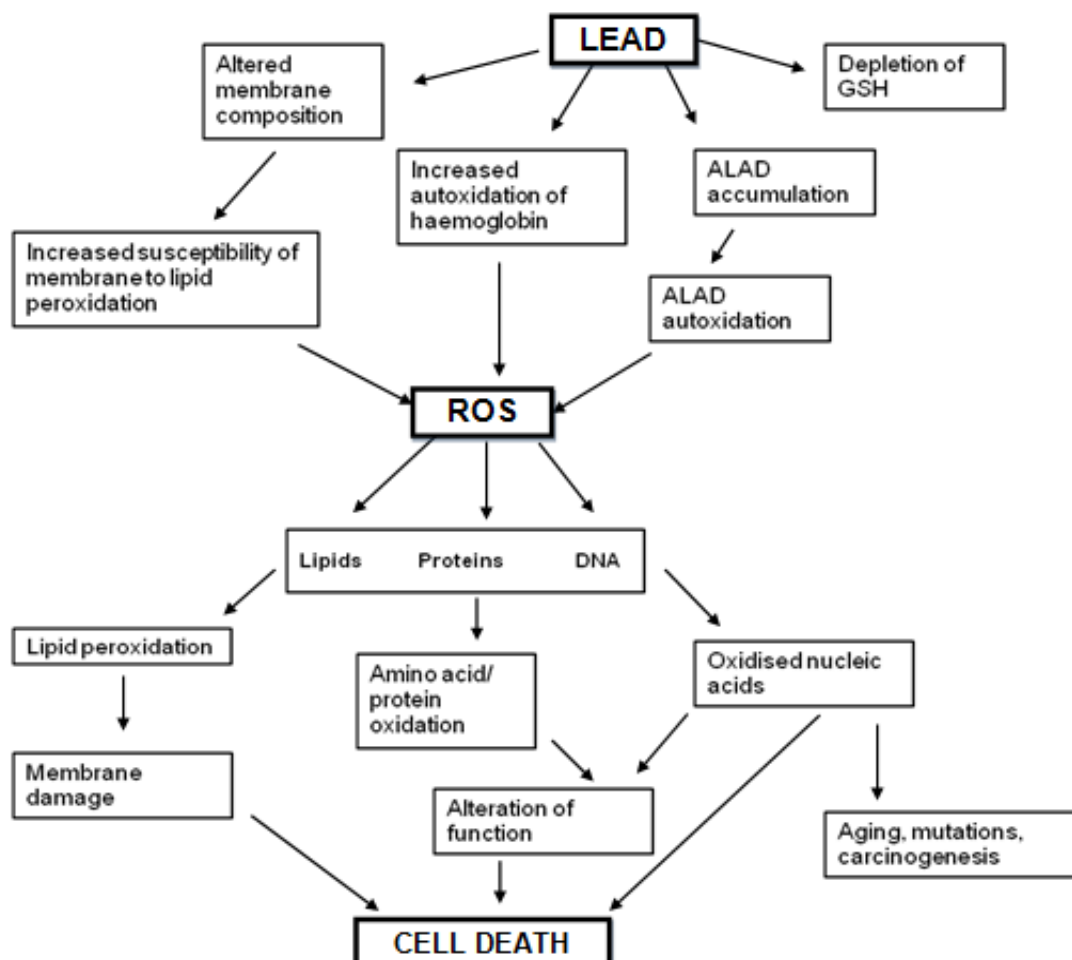 LEAD
Altered
membrane
composition
Depletion of
GSH
Increased
autoxidation of
haemoglobin
ALAD
accumulation
Increased susceptibility of
membrane to lipid
peroxidation
ALAD
autoxidation
ROS
Lipids Proteins DNA
Lipid peroxidation
Amino acid/
protein
oxidation
Oxidised nucleic
acids
Membrane
damage
Alteration of
function
Aging, mutations,
carcinogenesis
CELL DEATH